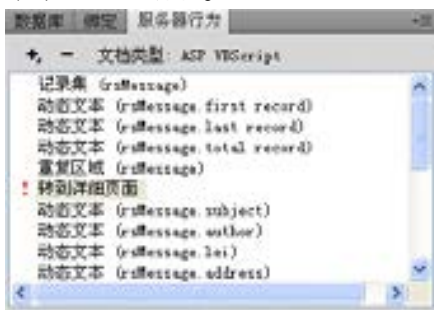 数据库 绑定 服务器行为
+, - 文档类型: ASP VBScript
记录集 (rsMessage)
动态文本 (rsMessage.first record)
动态文本 (rsMessage.last record)
动态文本 (rsMessage.total record)
重复区域 (rsMessage)
! 转到详细页面
动态文本 (rsMessage.subject)
动态文本 (rsMessage.author)
动态文本 (rsMessage.lei)
动态文本 (rsMessage.address)